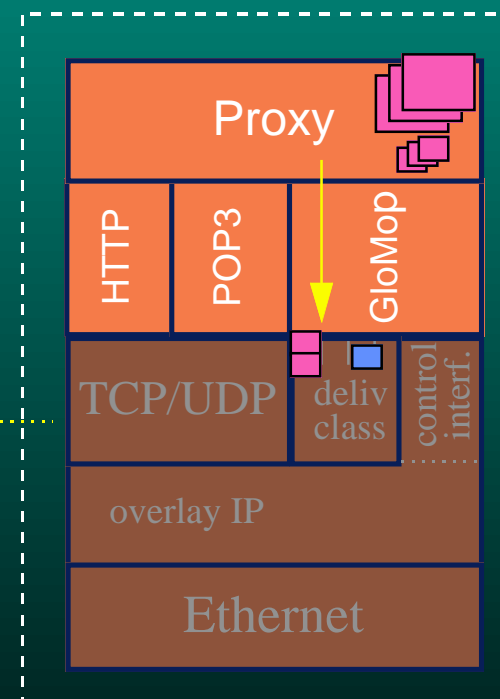 Proxy
HTTP
POP3
GloMop
TCP/UDP
deliv
class
control
interf.
overlay IP
Ethernet